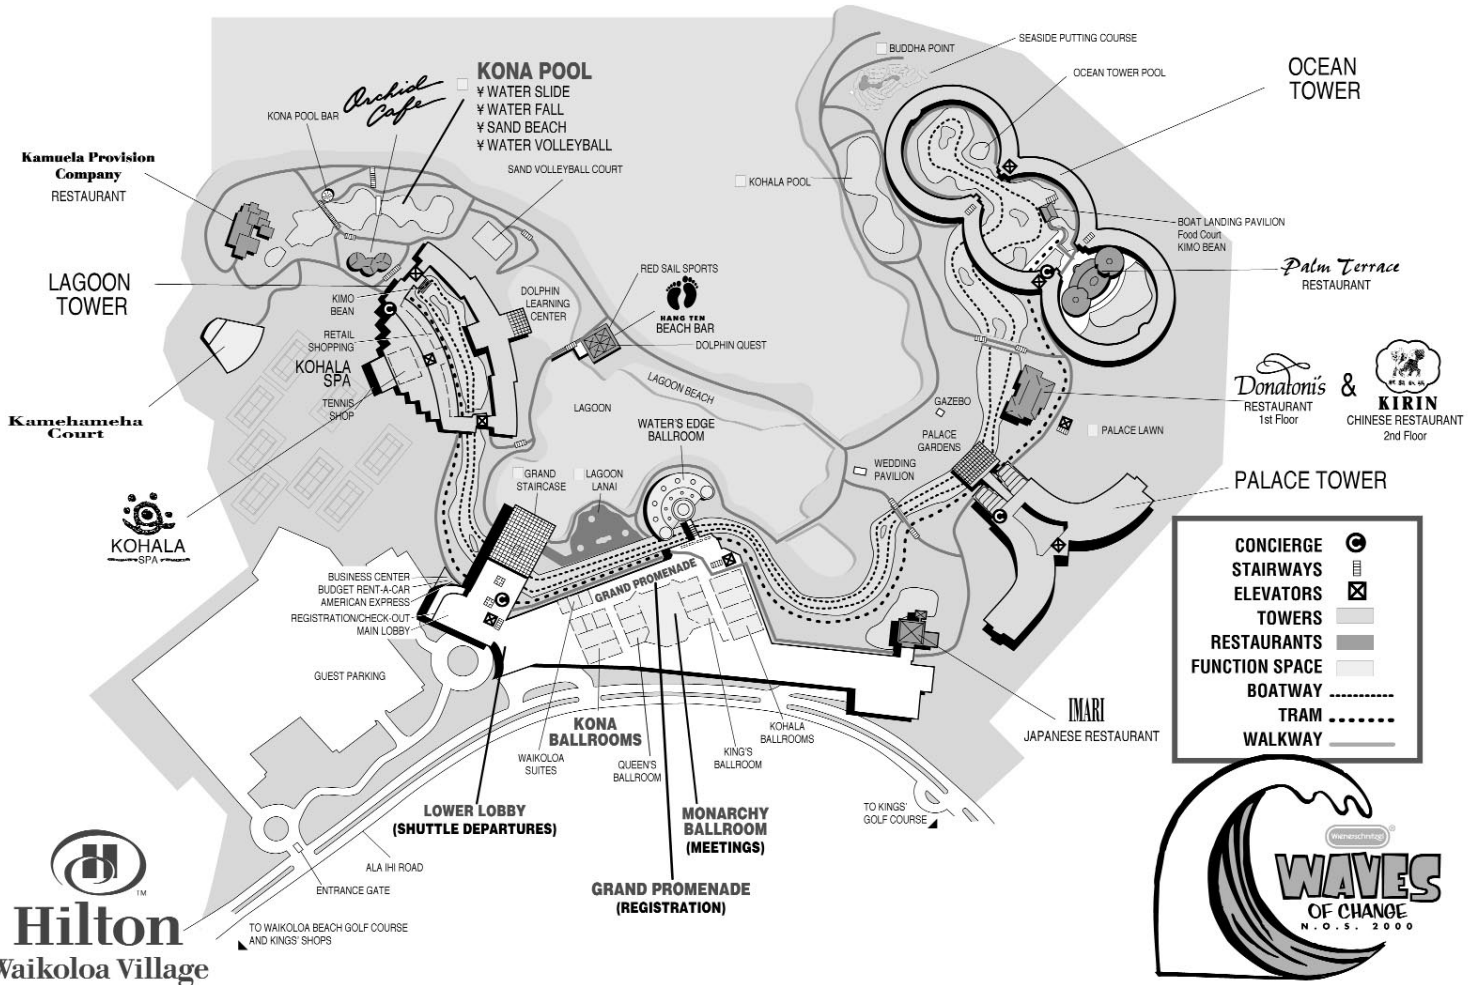 BUDDHA POINT
SEASIDE PUTTING COURSE
OCEAN TOWER POOL
OCEAN
TOWER
KONA POOL
¥ WATER SLIDE
¥ WATER FALL
¥ SAND BEACH
¥ WATER VOLLEYBALL
Orchid
Cafe
KONA POOL BAR
Kamuela Provision
Company
RESTAURANT
SAND VOLLEYBALL COURT
KOHALA POOL
BOAT LANDING PAVILION
Food Court
KIMO BEAN
Palm Terrace
RESTAURANT
LAGOON
TOWER
KIMO
BEAN
RETAIL
SHOPPING
KOHALA
SPA
TENNIS
SHOP
DOLPHIN
LEARNING
CENTER
RED SAIL SPORTS
HANG TEN
BEACH BAR
DOLPHIN QUEST
LAGOON BEACH
LAGOON
WATER'S EDGE
BALLROOM
GAZEBO
PALACE
GARDENS
WEDDING
PAVILION
PALACE LAWN
Donatoni's
RESTAURANT
1st Floor
&
KIRIN
CHINESE RESTAURANT
2nd Floor
Kamehameha
Court
GRAND
STAIRCASE
LAGOON
LANAI
PALACE TOWER
KOHALA
SPA
BUSINESS CENTER
BUDGET RENT-A-CAR
AMERICAN EXPRESS
REGISTRATION/CHECK-OUT
MAIN LOBBY
GRAND PROMENADE
GUEST PARKING
CONCIERGE C
STAIRWAYS
ELEVATORS
TOWERS
RESTAURANTS
FUNCTION SPACE
BOATWAY
TRAM
WALKWAY
IMARI
JAPANESE RESTAURANT
KONA
BALLROOMS
WAIKOLOA
SUITES
QUEEN'S
BALLROOM
KING'S
BALLROOM
KOHALA
BALLROOMS
LOWER LOBBY
(SHUTTLE DEPARTURES)
MONARCHY
BALLROOM
(MEETINGS)
GRAND PROMENADE
(REGISTRATION)
TO KINGS'
GOLF COURSE
ALA IHI ROAD
ENTRANCE GATE
TO WAIKOLOA BEACH GOLF COURSE
AND KINGS' SHOPS
H
TM
Hilton
Waikoloa Village
Wienerschnitzel®
WAVES
OF CHANGE
N.O.S. 2000